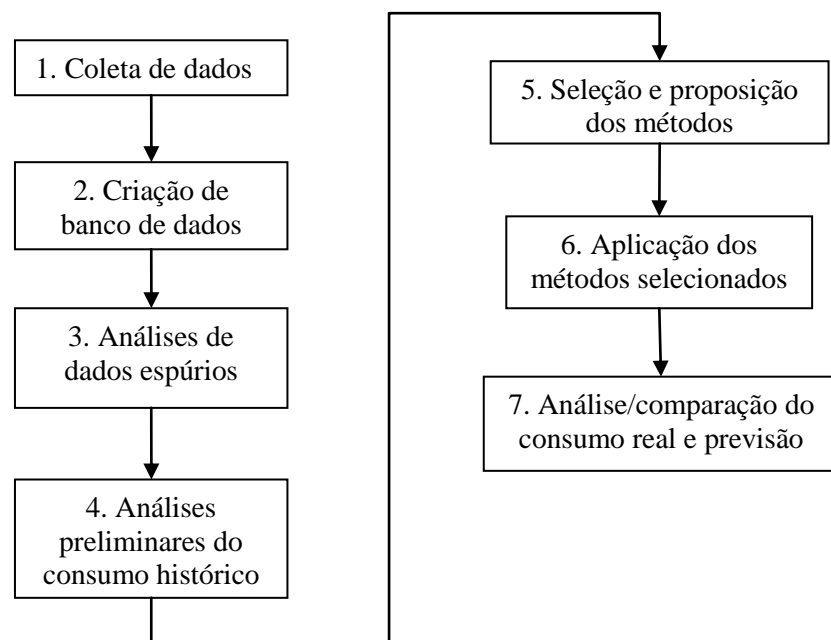 1. Coleta de dados
2. Criação de
banco de dados
3. Análises de
dados espúrios
4. Análises
preliminares do
consumo histórico
5. Seleção e proposição
dos métodos
6. Aplicação dos
métodos selecionados
7. Análise/comparação do
consumo real e previsão